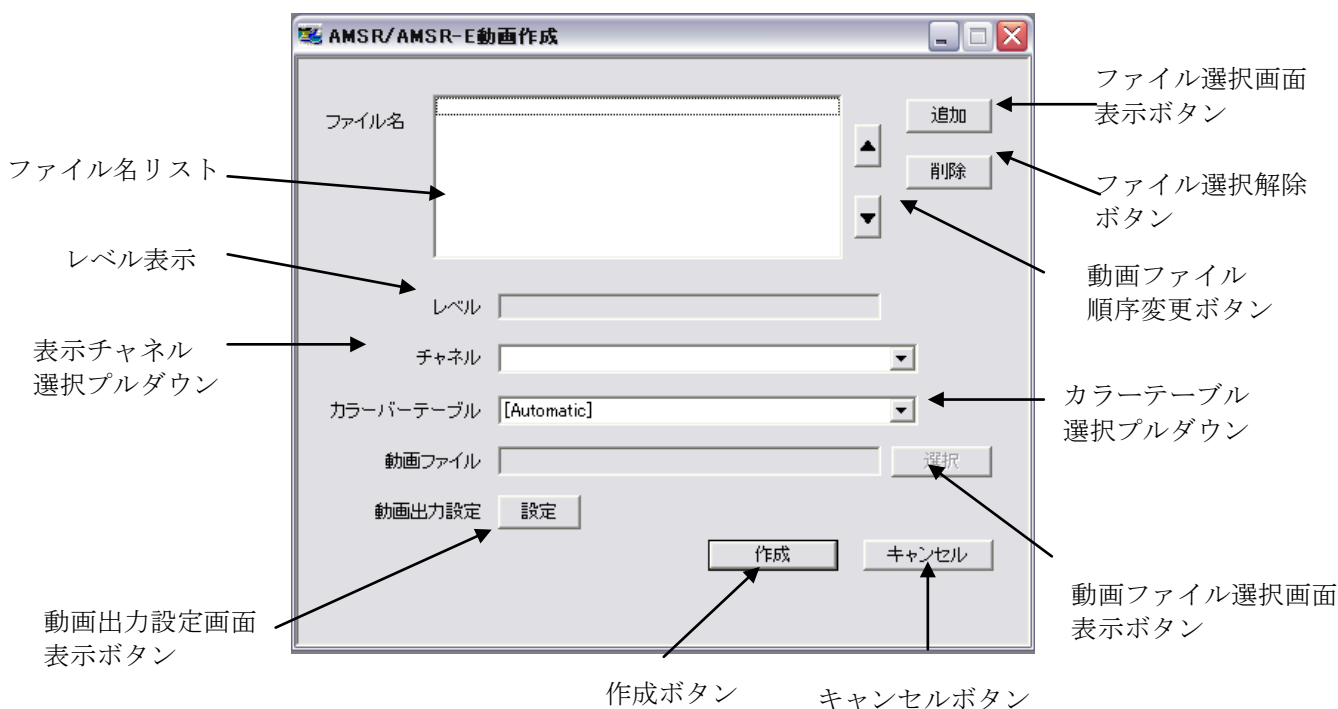 AMSR/AMSR-E動画作成
ファイル選択画面
表示ボタン
ファイル名
追加
ファイル名リスト
削除
ファイル選択解除
ボタン
レベル表示
動画ファイル
順序変更ボタン
レベル
表示チャネル
選択プルダウン
チャネル
カラーバーテーブル
[Automatic]
カラーテーブル
選択プルダウン
動画ファイル
選択
動画出力設定
設定
作成
キャンセル
動画ファイル選択画面
表示ボタン
動画出力設定画面
表示ボタン
作成ボタン
キャンセルボタン